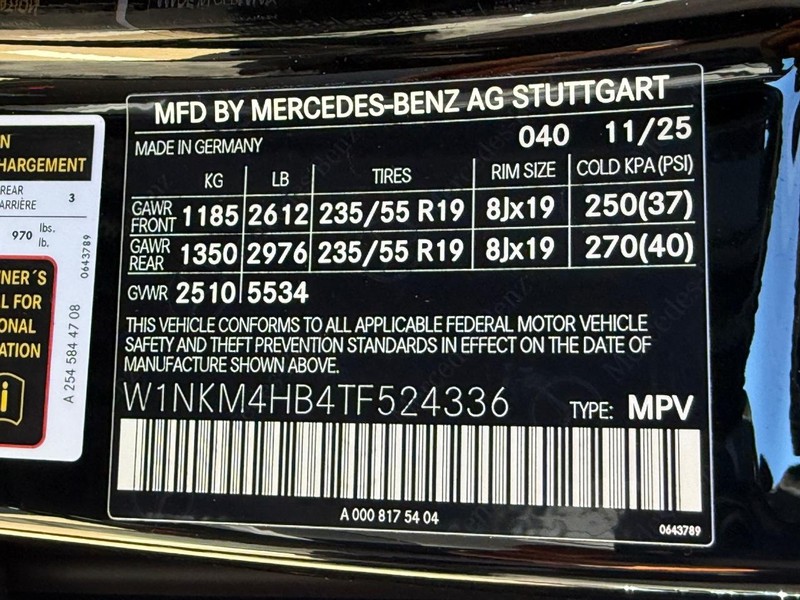 MFD BY MERCEDES-BENZ AG STUTTGART
MADE IN GERMANY 040 11/25
KG LB TIRES RIM SIZE COLD KPA (PSI)
GAWR FRONT 1185 2612 235/55 R19 8Jx19 250(37)
GAWR REAR 1350 2976 235/55 R19 8Jx19 270(40)
GVWR 2510 5534
THIS VEHICLE CONFORMS TO ALL APPLICABLE FEDERAL MOTOR VEHICLE
SAFETY AND THEFT PREVENTION STANDARDS IN EFFECT ON THE DATE OF
MANUFACTURE SHOWN ABOVE.
W1NKM4HB4TF524336 TYPE: MPV
A 000 817 54 04
0643789
N
HARGEMENT
REAR
ARRIÈRE 3
970 lbs.
lb.
0643789
NER´S
L FOR
ONAL
ATION
i
A 254 584 47 08